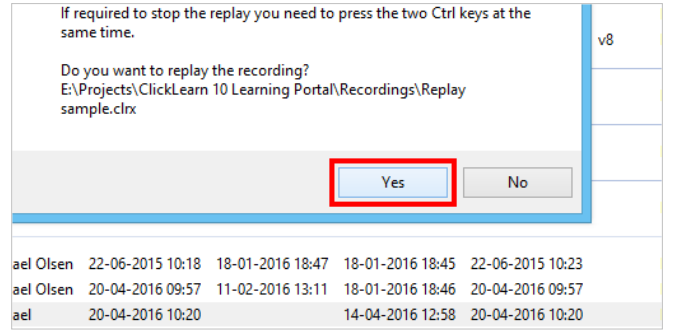 If required to stop the replay you need to press the two Ctrl keys at the
same time.
v8
Do you want to replay the recording?
E:\Projects\ClickLearn 10 Learning Portal\Recordings\Replay
sample.clrx
Yes No
ael Olsen 22-06-2015 10:18 18-01-2016 18:47 18-01-2016 18:45 22-06-2015 10:23
ael Olsen 20-04-2016 09:57 11-02-2016 13:11 18-01-2016 18:46 20-04-2016 09:57
ael 20-04-2016 10:20 14-04-2016 12:58 20-04-2016 10:20